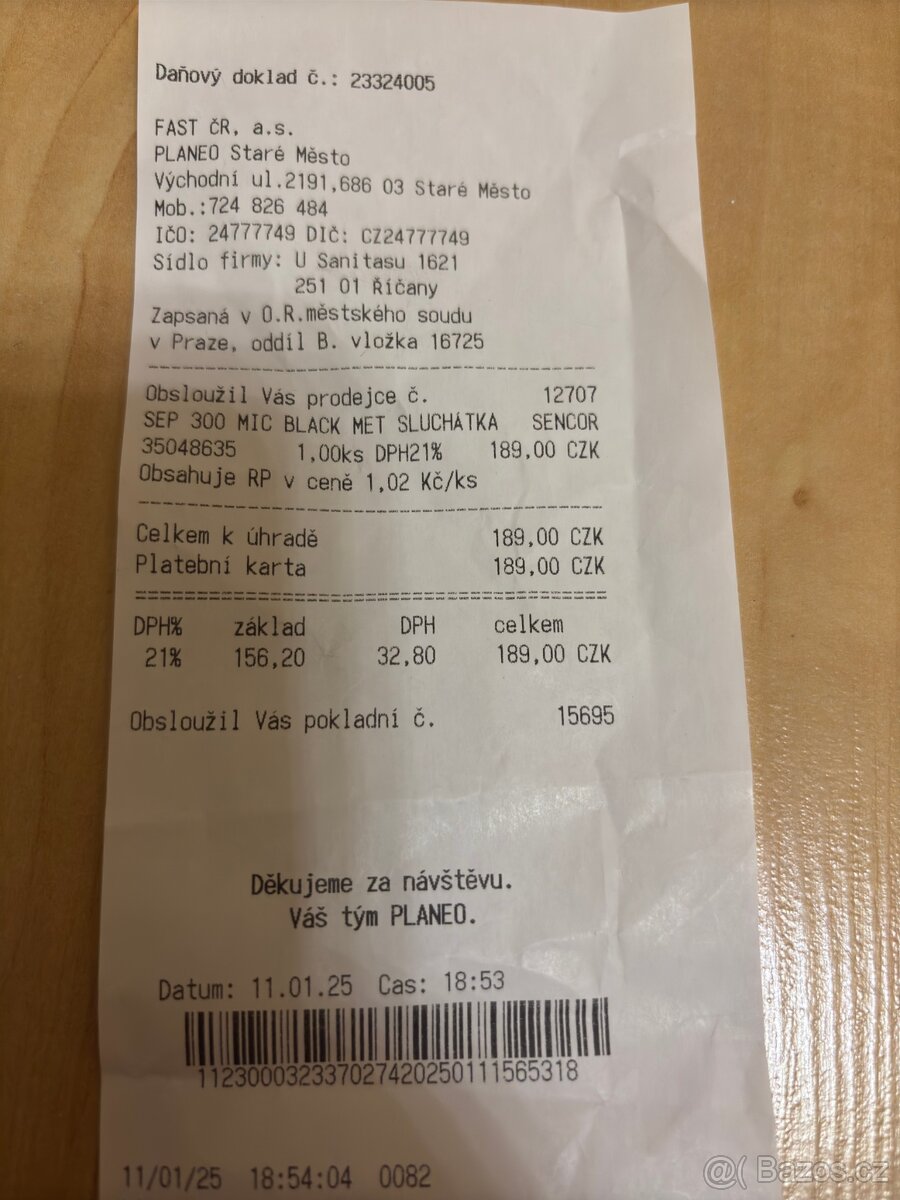 Daňový doklad č.: 23324005
FAST ČR, a.s.
PLANEO Staré Město
Východní ul.2191,686 03 Staré Město
Mob.:724 826 484
IČO: 24777749 DIČ: CZ24777749
Sídlo firmy: U Sanitasu 1621
251 01 Říčany
Zapsaná v O.R.městského soudu
v Praze, oddíl B. vložka 16725
Obsloužil Vás prodejce č. 12707
SEP 300 MIC BLACK MET SLUCHÁTKA SENCOR
35048635 1,00ks DPH21% 189,00 CZK
Obsahuje RP v ceně 1,02 Kč/ks
Celkem k úhradě 189,00 CZK
Platební karta 189,00 CZK
DPH% základ DPH celkem
21% 156,20 32,80 189,00 CZK
Obsloužil Vás pokladní č. 15695
Děkujeme za návštěvu.
Váš tým PLANEO.
Datum: 11.01.25 Cas: 18:53
112300032337027420250111565318
11/01/25 18:54:04 0082
@( Bazos.cz